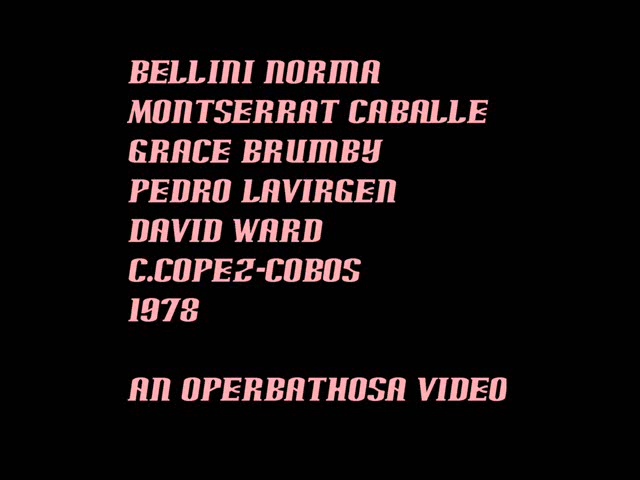 BELLINI NORMA
MONTSERRAT CABALLE
GRACE BRUMBY
PEDRO LAVIRGEN
DAVID WARD
C.COPEZ-COBOS
1978
AN OPERBATHOSA VIDEO